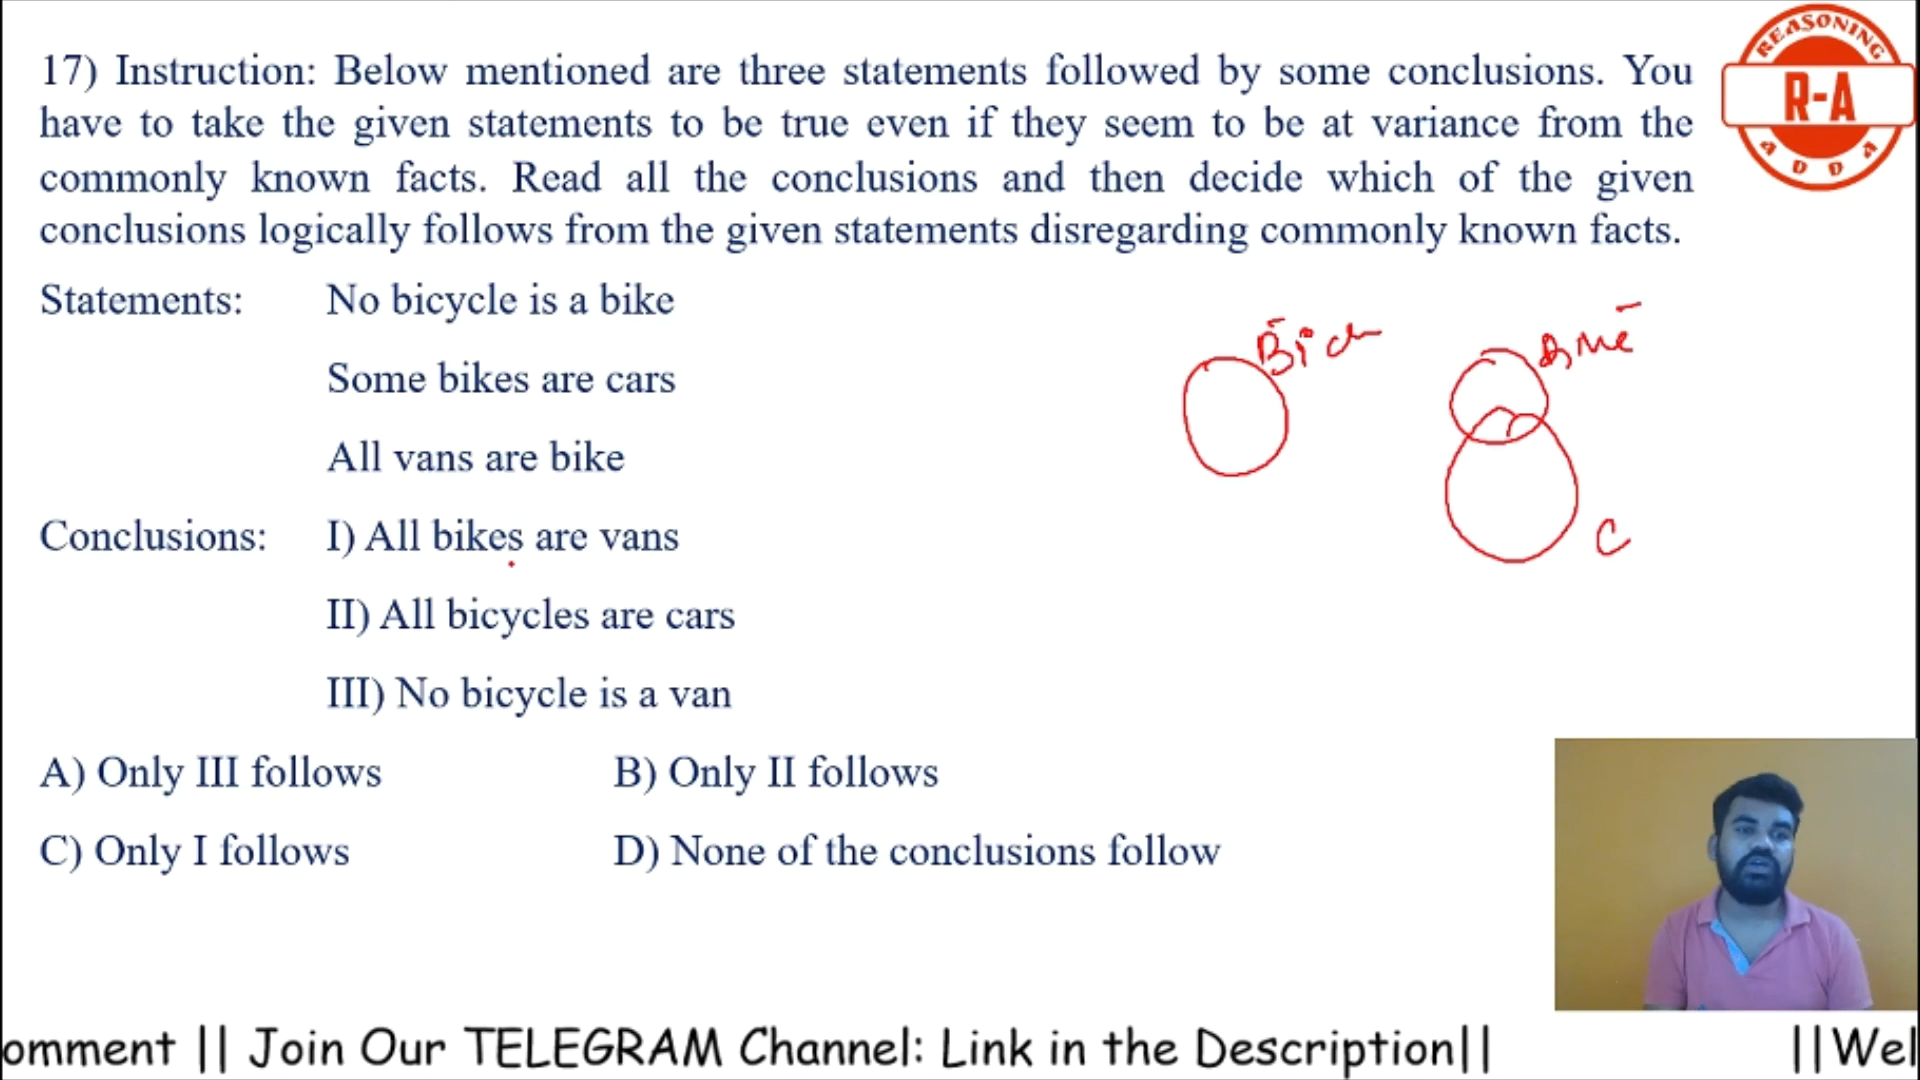 REASONING
R-A
ADDA
17) Instruction: Below mentioned are three statements followed by some conclusions. You
have to take the given statements to be true even if they seem to be at variance from the
commonly known facts. Read all the conclusions and then decide which of the given
conclusions logically follows from the given statements disregarding commonly known facts.
Statements: No bicycle is a bike
Some bikes are cars
All vans are bike
Conclusions: I) All bikes are vans
II) All bicycles are cars
III) No bicycle is a van
A) Only III follows B) Only II follows
C) Only I follows D) None of the conclusions follow
C
omment || Join Our TELEGRAM Channel: Link in the Description|| ||Wel